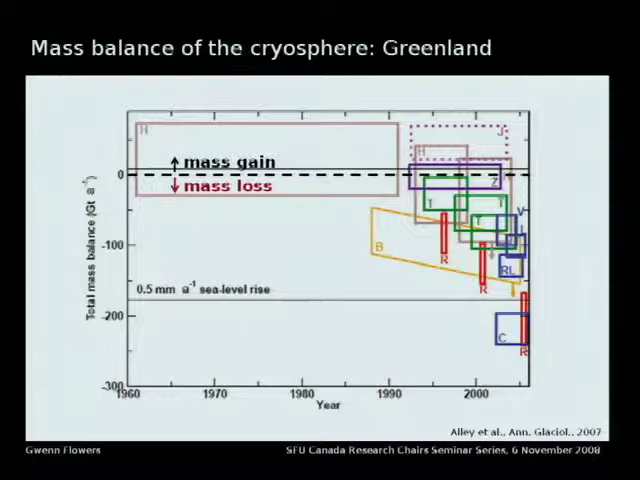 Mass balance of the cryosphere: Greenland
H
J
mass gain
H
0
Z
mass loss
T
T
V
T
-100
B
R
RL
0.5 mm a⁻¹ sea-level rise
R
-200
C
R
-300
1960 1970 1980 1990 2000
Year
Total mass balance (Gt a⁻¹)
Alley et al., Ann. Glaciol., 2007
Gwenn Flowers
SFU Canada Research Chairs Seminar Series, 6 November 2008